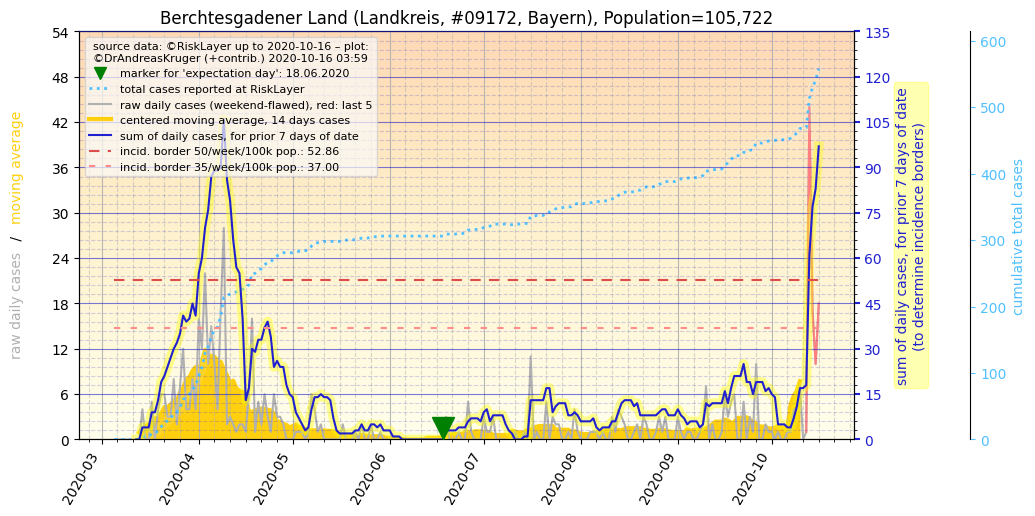 Berchtesgadener Land (Landkreis, #09172, Bayern), Population=105,722
source data: ©RiskLayer up to 2020-10-16 – plot:
©DrAndreasKruger (+contrib.) 2020-10-16 03:59
marker for 'expectation day': 18.06.2020
total cases reported at RiskLayer
raw daily cases (weekend-flawed), red: last 5
centered moving average, 14 days cases
sum of daily cases, for prior 7 days of date
incid. border 50/week/100k pop.: 52.86
incid. border 35/week/100k pop.: 37.00
raw daily cases / moving average
54
48
42
36
30
24
18
12
6
0
2020-03
2020-04
2020-05
2020-06
2020-07
2020-08
2020-09
2020-10
135
120
105
90
75
60
45
30
15
0
sum of daily cases, for prior 7 days of date
(to determine incidence borders)
600
500
400
300
200
100
0
cumulative total cases